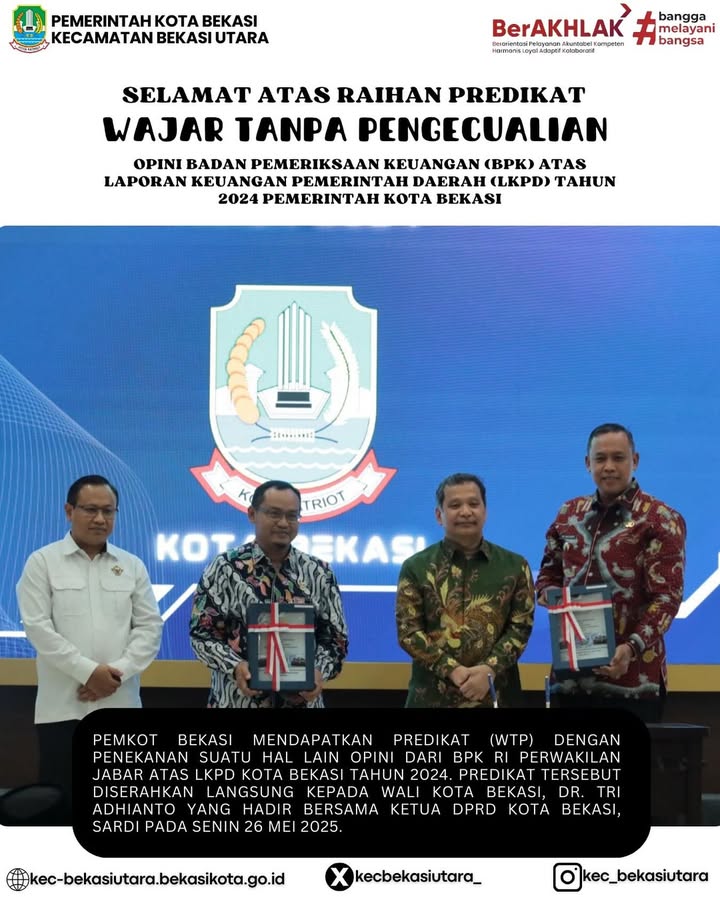 PEMERINTAH KOTA BEKASI
KECAMATAN BEKASI UTARA
BerAKHLAK
Berorientasi Pelayanan Akuntabel Kompeten
Harmonis Loyal Adaptif Kolaboratif
# bangga
melayani
bangsa
SELAMAT ATAS RAIHAN PREDIKAT
WAJAR TANPA PENGECUALIAN
OPINI BADAN PEMERIKSAAN KEUANGAN (BPK) ATAS
LAPORAN KEUANGAN PEMERINTAH DAERAH (LKPD) TAHUN
2024 PEMERINTAH KOTA BEKASI
KOTA BEKASI
PEMKOT BEKASI MENDAPATKAN PREDIKAT (WTP) DENGAN
PENEKANAN SUATU HAL LAIN OPINI DARI BPK RI PERWAKILAN
JABAR ATAS LKPD KOTA BEKASI TAHUN 2024. PREDIKAT TERSEBUT
DISERAHKAN LANGSUNG KEPADA WALI KOTA BEKASI, DR. TRI
ADHIANTO YANG HADIR BERSAMA KETUA DPRD KOTA BEKASI,
SARDI PADA SENIN 26 MEI 2025.
kec-bekasiutara.bekasikota.go.id
kecbekasiutara_
kec_bekasiutara